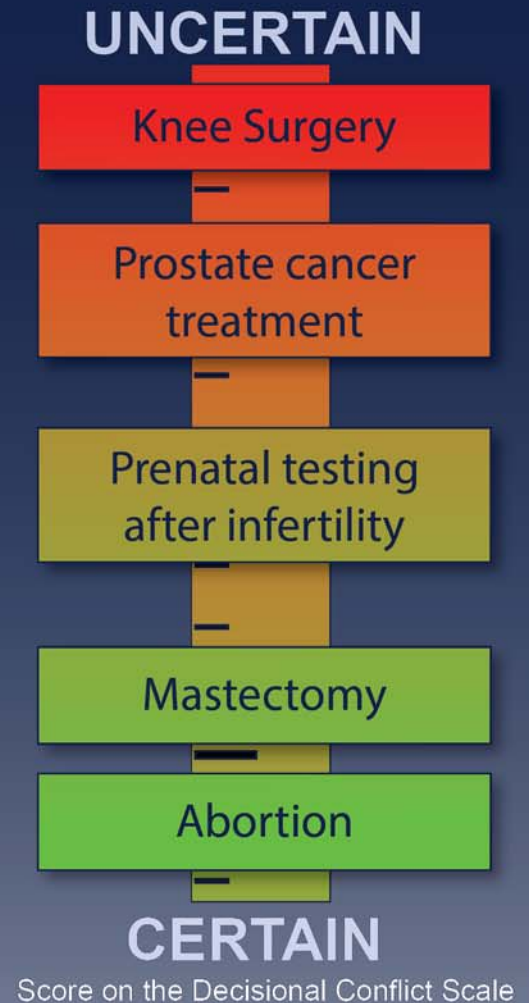 UNCERTAIN
Knee Surgery
Prostate cancer
treatment
Prenatal testing
after infertility
Mastectomy
Abortion
CERTAIN
Score on the Decisional Conflict Scale